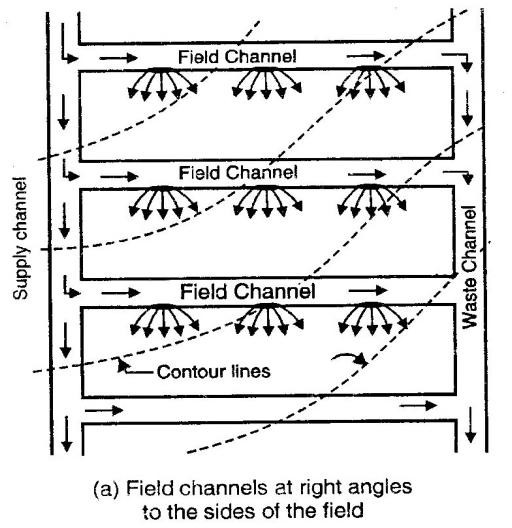 Field Channel
Field Channel
Supply channel
Waste Channel
Field Channel
Contour lines
(a) Field channels at right angles
to the sides of the field